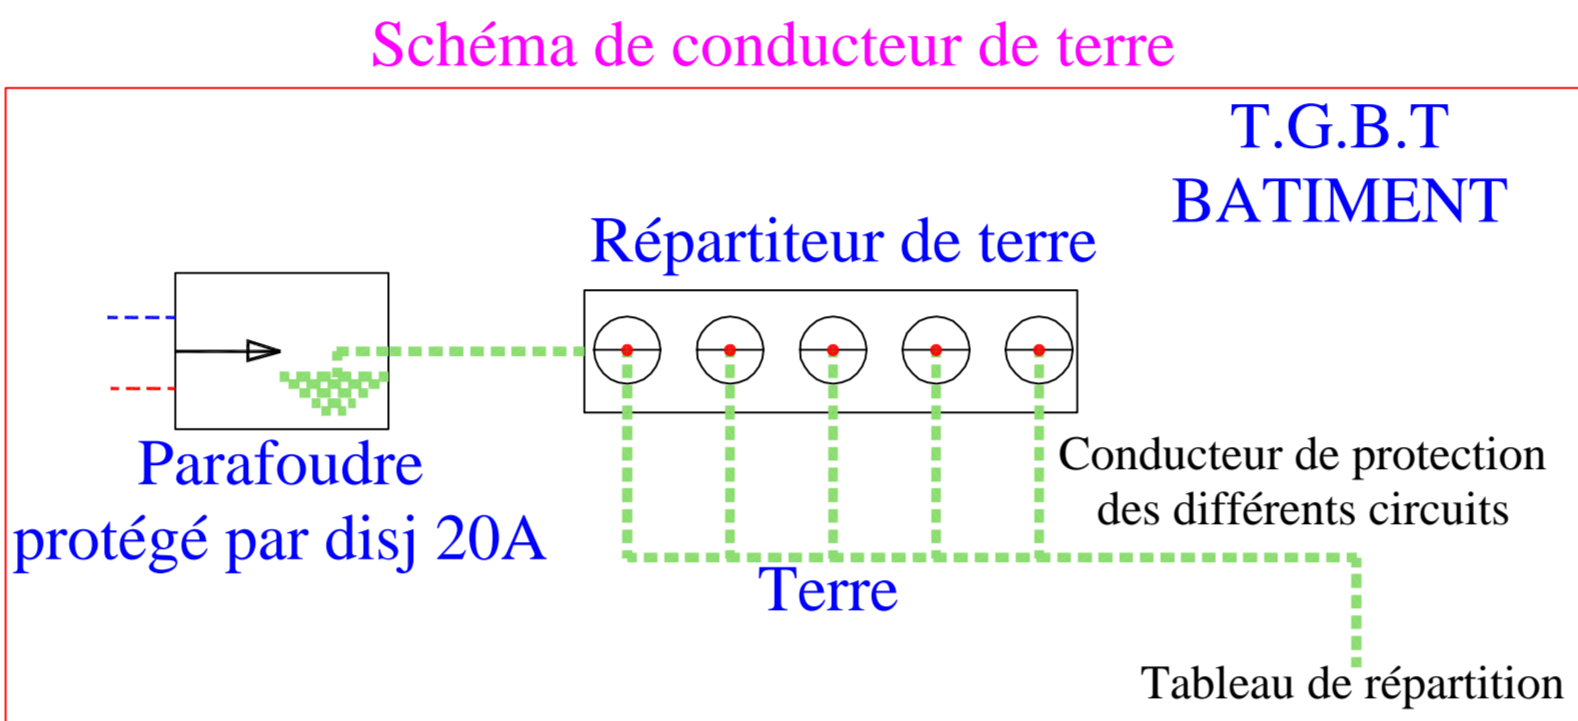 Schéma de conducteur de terre
T.G.B.T
BATIMENT
Répartiteur de terre
Parafoudre
protégé par disj 20A
Conducteur de protection
des différents circuits
Terre
Tableau de répartition